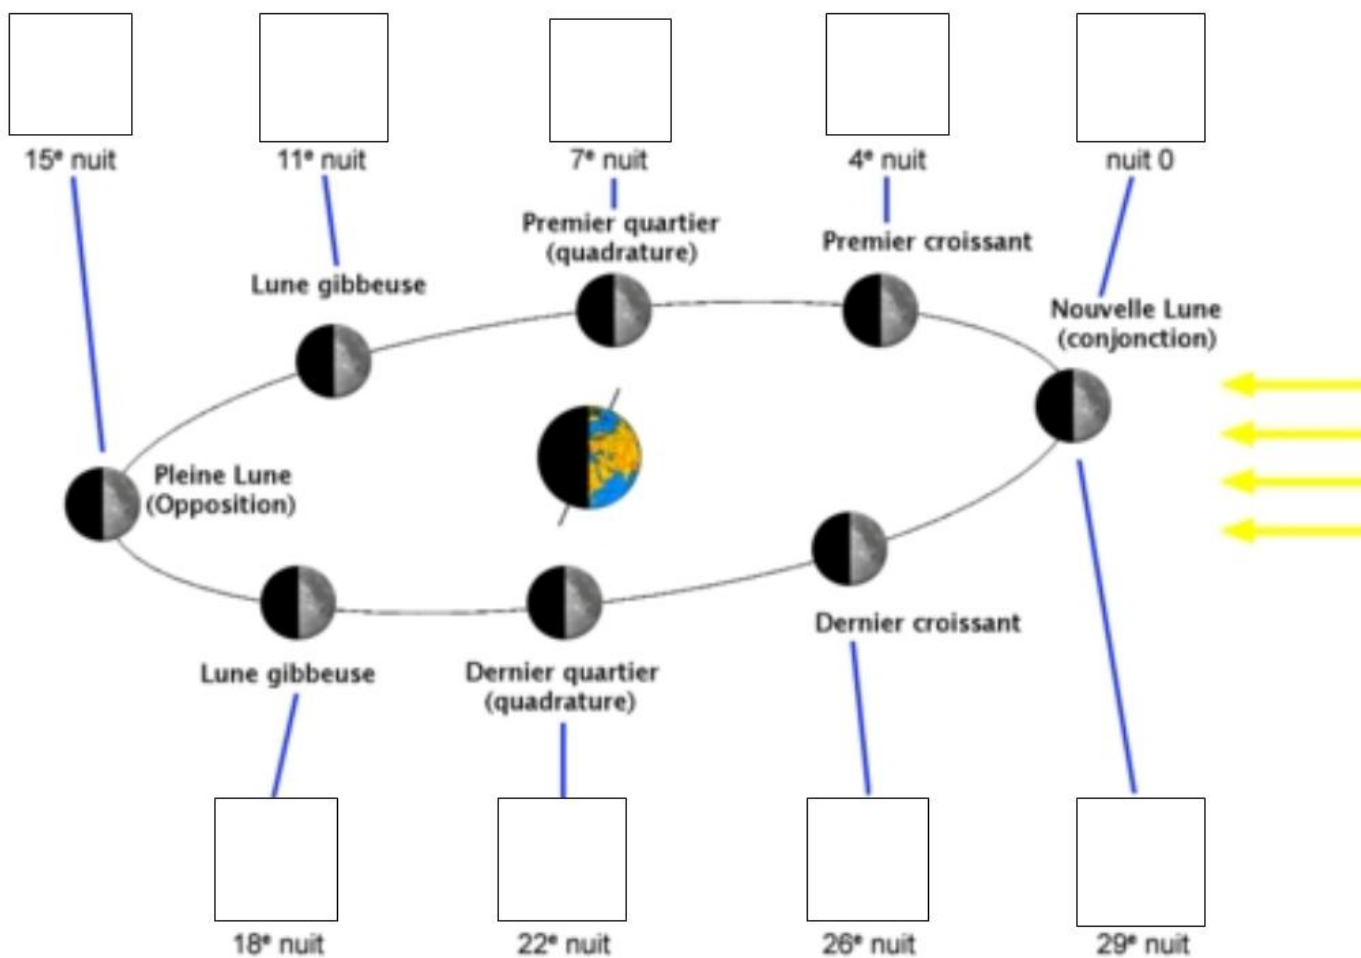 15e nuit
11e nuit
7e nuit
4e nuit
nuit 0
Premier quartier
(quadrature)
Premier croissant
Lune gibbeuse
Nouvelle Lune
(conjonction)
Pleine Lune
(Opposition)
Dernier croissant
Lune gibbeuse
Dernier quartier
(quadrature)
18e nuit
22e nuit
26e nuit
29e nuit